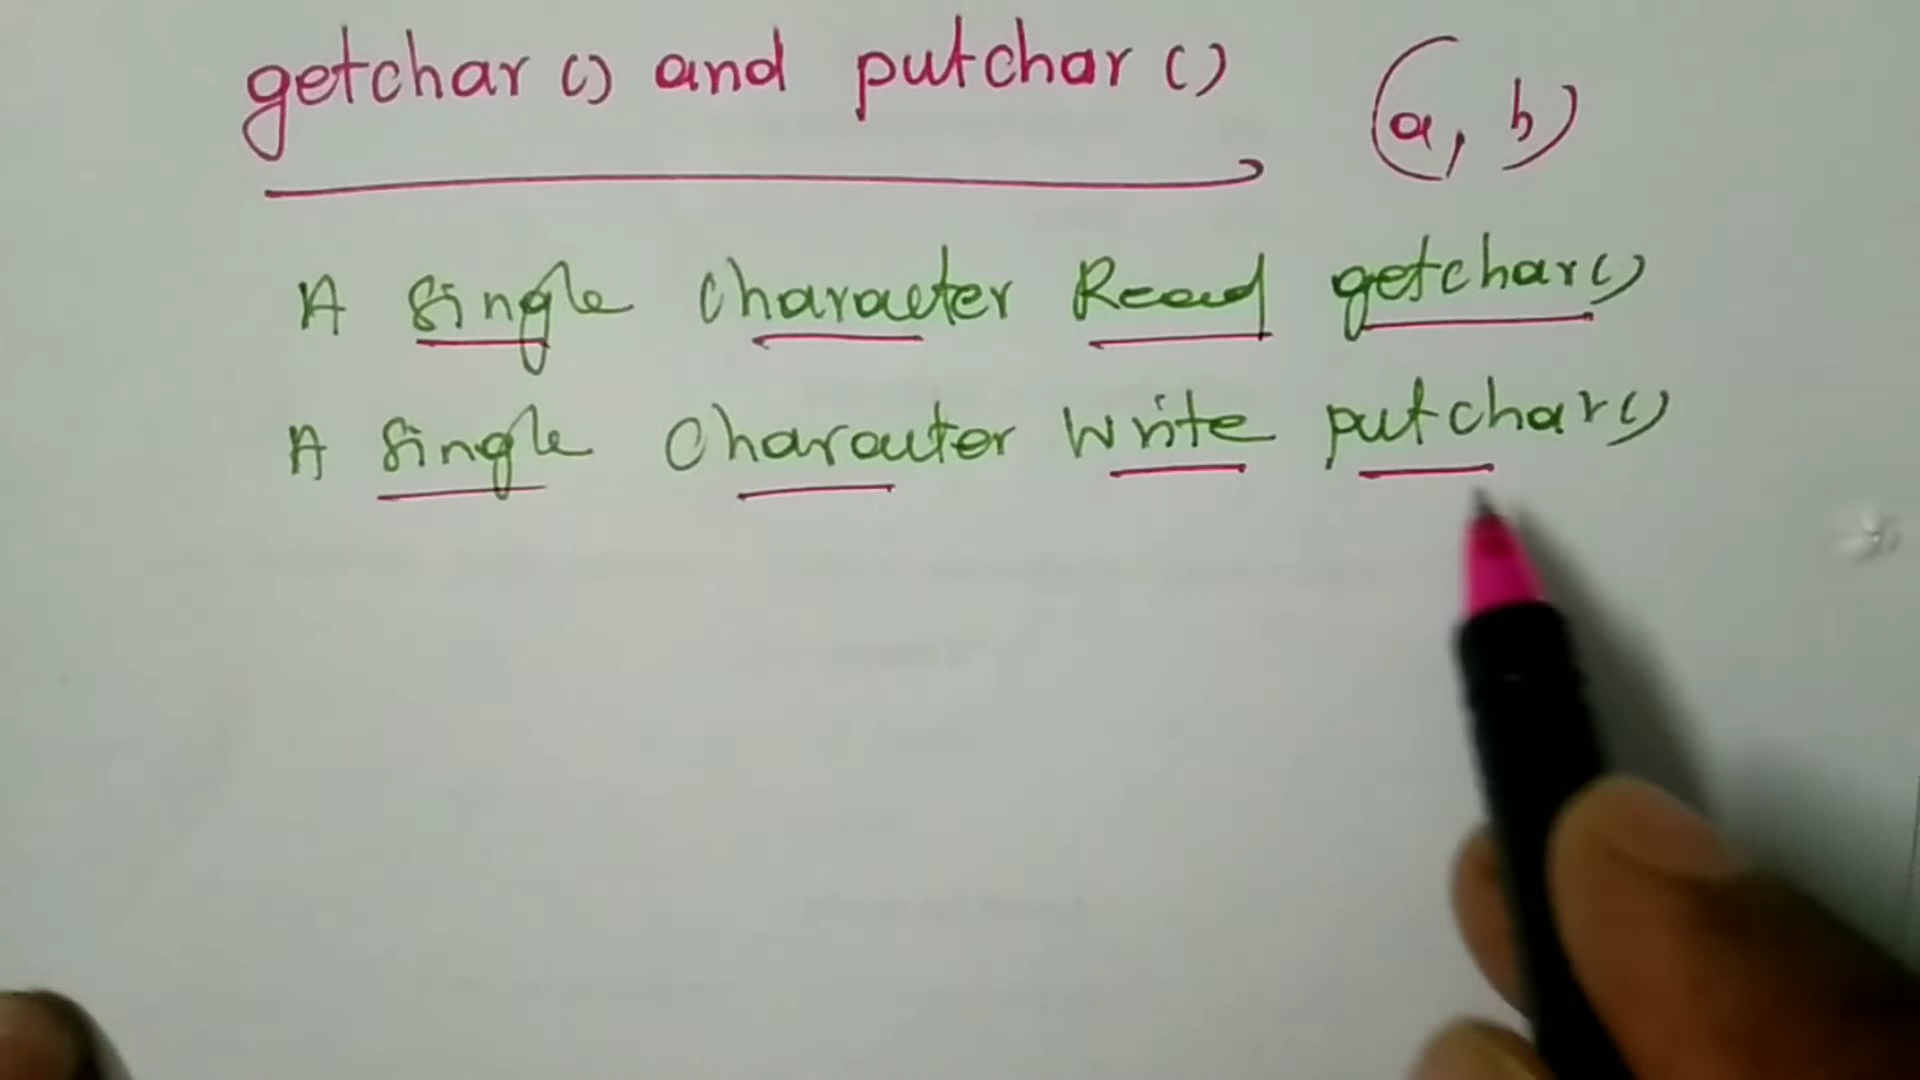 getchar () and putchar ()
(a, b)
A Single Character Read getchar()
A Single Character Write putchar()